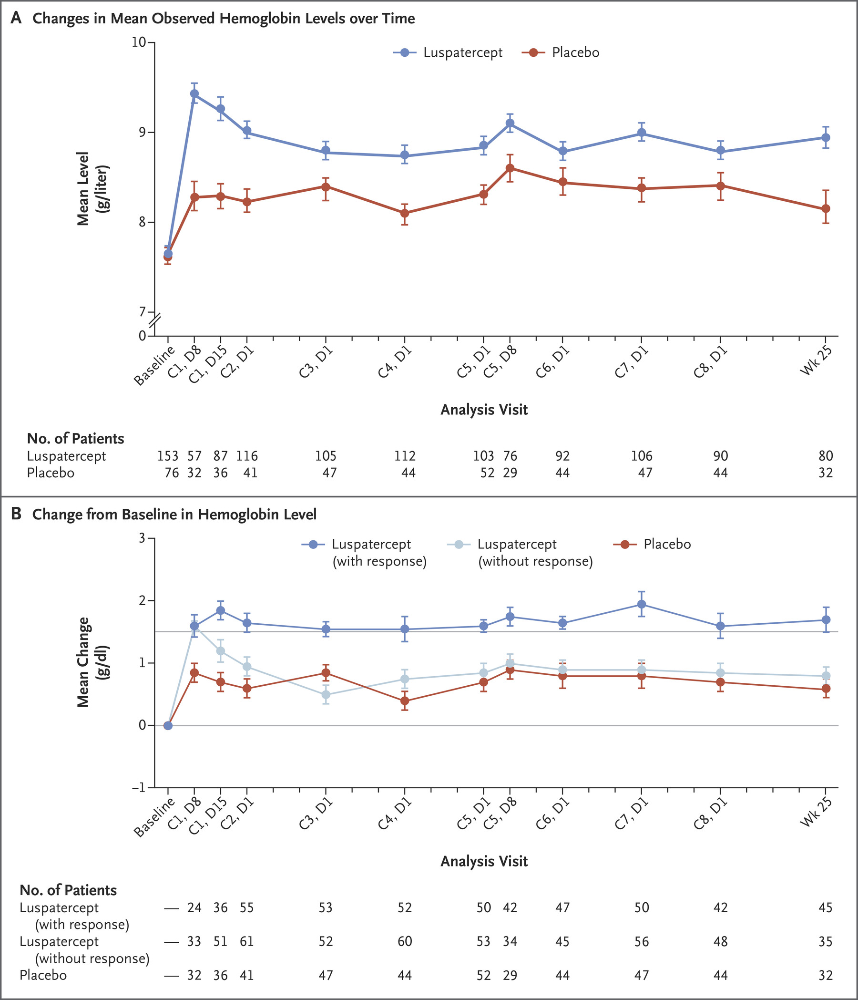 A Changes in Mean Observed Hemoglobin Levels over Time
10
Luspatercept Placebo
9
Mean Level
(g/liter)
8
7
0
Baseline C1, D8 C1, D15 C2, D1 C3, D1 C4, D1 C5, D1 C5, D8 C6, D1 C7, D1 C8, D1 Wk 25
Analysis Visit
No. of Patients
Luspatercept 153 57 87 116 105 112 103 76 92 106 90 80
Placebo 76 32 36 41 47 44 52 29 44 47 44 32
B Change from Baseline in Hemoglobin Level
3
Luspatercept Luspatercept Placebo
(with response) (without response)
2
Mean Change
(g/dl)
1
0
–1
Baseline C1, D8 C1, D15 C2, D1 C3, D1 C4, D1 C5, D1 C5, D8 C6, D1 C7, D1 C8, D1 Wk 25
Analysis Visit
No. of Patients
Luspatercept — 24 36 55 53 52 50 42 47 50 42 45
(with response)
Luspatercept — 33 51 61 52 60 53 34 45 56 48 35
(without response)
Placebo — 32 36 41 47 44 52 29 44 47 44 32